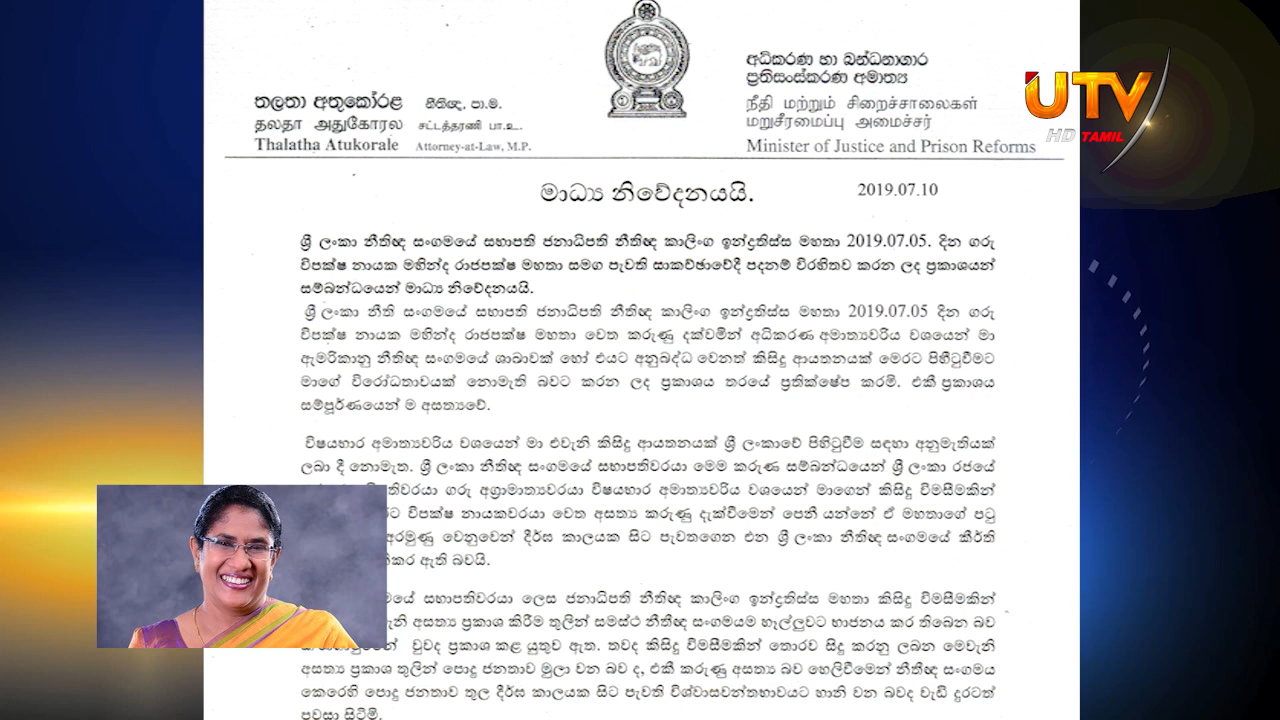 තලතා අතුකෝරළ නීතිඥ, පා.ම.
தலதா அதுகோரல சட்டத்தரணி பா.உ.
Thalatha Atukorale Attorney-at-Law, M.P.
අධිකරණ හා බන්ධනාගාර
ප්‍රතිසංස්කරණ අමාත්‍ය
நீதி மற்றும் சிறைச்சாலைகள்
மறுசீரமைப்பு அமைச்சர்
Minister of Justice and Prison Reforms
UTV
HD TAMIL
මාධ්‍ය නිවේදනයයි. 2019.07.10
ශ්‍රී ලංකා නීතිඥ සංගමයේ සභාපති ජනාධිපති නීතිඥ කාලිංග ඉන්ද්‍රතිස්ස මහතා 2019.07.05. දින ගරු
විපක්ෂ නායක මහින්ද රාජපක්ෂ මහතා සමග පැවති සාකච්ඡාවේදී පදනම් විරහිතව කරන ලද ප්‍රකාශයන්
සම්බන්ධයෙන් මාධ්‍ය නිවේදනයයි.
ශ්‍රී ලංකා නීති සංගමයේ සභාපති ජනාධිපති නීතිඥ කාලිංග ඉන්ද්‍රතිස්ස මහතා 2019.07.05 දින ගරු
විපක්ෂ නායක මහින්ද රාජපක්ෂ මහතා වෙත කරුණු දක්වමින් අධිකරණ අමාත්‍යවරිය වශයෙන් මා
ඇමරිකානු නීතිඥ සංගමයේ ශාඛාවක් හෝ එයට අනුබද්ධ වෙනත් කිසිදු ආයතනයක් මෙරට පිහිටුවීමට
මාගේ විරෝධතාවයක් නොමැති බවට කරන ලද ප්‍රකාශය තරයේ ප්‍රතික්ෂේප කරමි. එකී ප්‍රකාශය
සම්පූර්ණයෙන් ම අසත්‍යවේ.
විෂයභාර අමාත්‍යවරිය වශයෙන් මා එවැනි කිසිදු ආයතනයක් ශ්‍රී ලංකාවේ පිහිටුවීම සඳහා අනුමැතියක්
ලබා දී නොමැත. ශ්‍රී ලංකා නීතිඥ සංගමයේ සභාපතිවරයා මෙම කරුණ සම්බන්ධයෙන් ශ්‍රී ලංකා රජයේ
තිවරයා ගරු අග්‍රාමාත්‍යවරයා විෂයභාර අමාත්‍යවරිය වශයෙන් මාගෙන් කිසිදු විමසීමකින්
ට විපක්ෂ නායකවරයා වෙත අසත්‍ය කරුණු දැක්වීමෙන් පෙනී යන්නේ ඒ මහතාගේ පටු
අරමුණු වෙනුවෙන් දීර්ඝ කාලයක සිට පැවතගෙන එන ශ්‍රී ලංකා නීතිඥ සංගමයේ කීර්ති
කර ඇති බවයි.
මයේ සභාපතිවරයා ලෙස ජනාධිපති නීතිඥ කාලිංග ඉන්ද්‍රතිස්ස මහතා කිසිදු විමසීමකින්
නි අසත්‍ය ප්‍රකාශ කිරීම තුලින් සමස්ථ නීතීඥ සංගමයම හෑල්ලුවට භාජනය කර තිබෙන බව
වුවද ප්‍රකාශ කළ යුතුව ඇත. තවද කිසිදු විමසීමකින් තොරව සිදු කරනු ලබන මෙවැනි
අසත්‍ය ප්‍රකාශ තුලින් පොදු ජනතාව මුලා වන බව ද, එකී කරුණු අසත්‍ය බව හෙලිවීමෙන් නීතීඥ සංගමය
කෙරෙහි පොදු ජනතාව තුල දීර්ඝ කාලයක සිට පැවති විශ්වාසවන්තභාවයට හානි වන බවද වැඩි දුරටත්
පවසා සිටිමි.